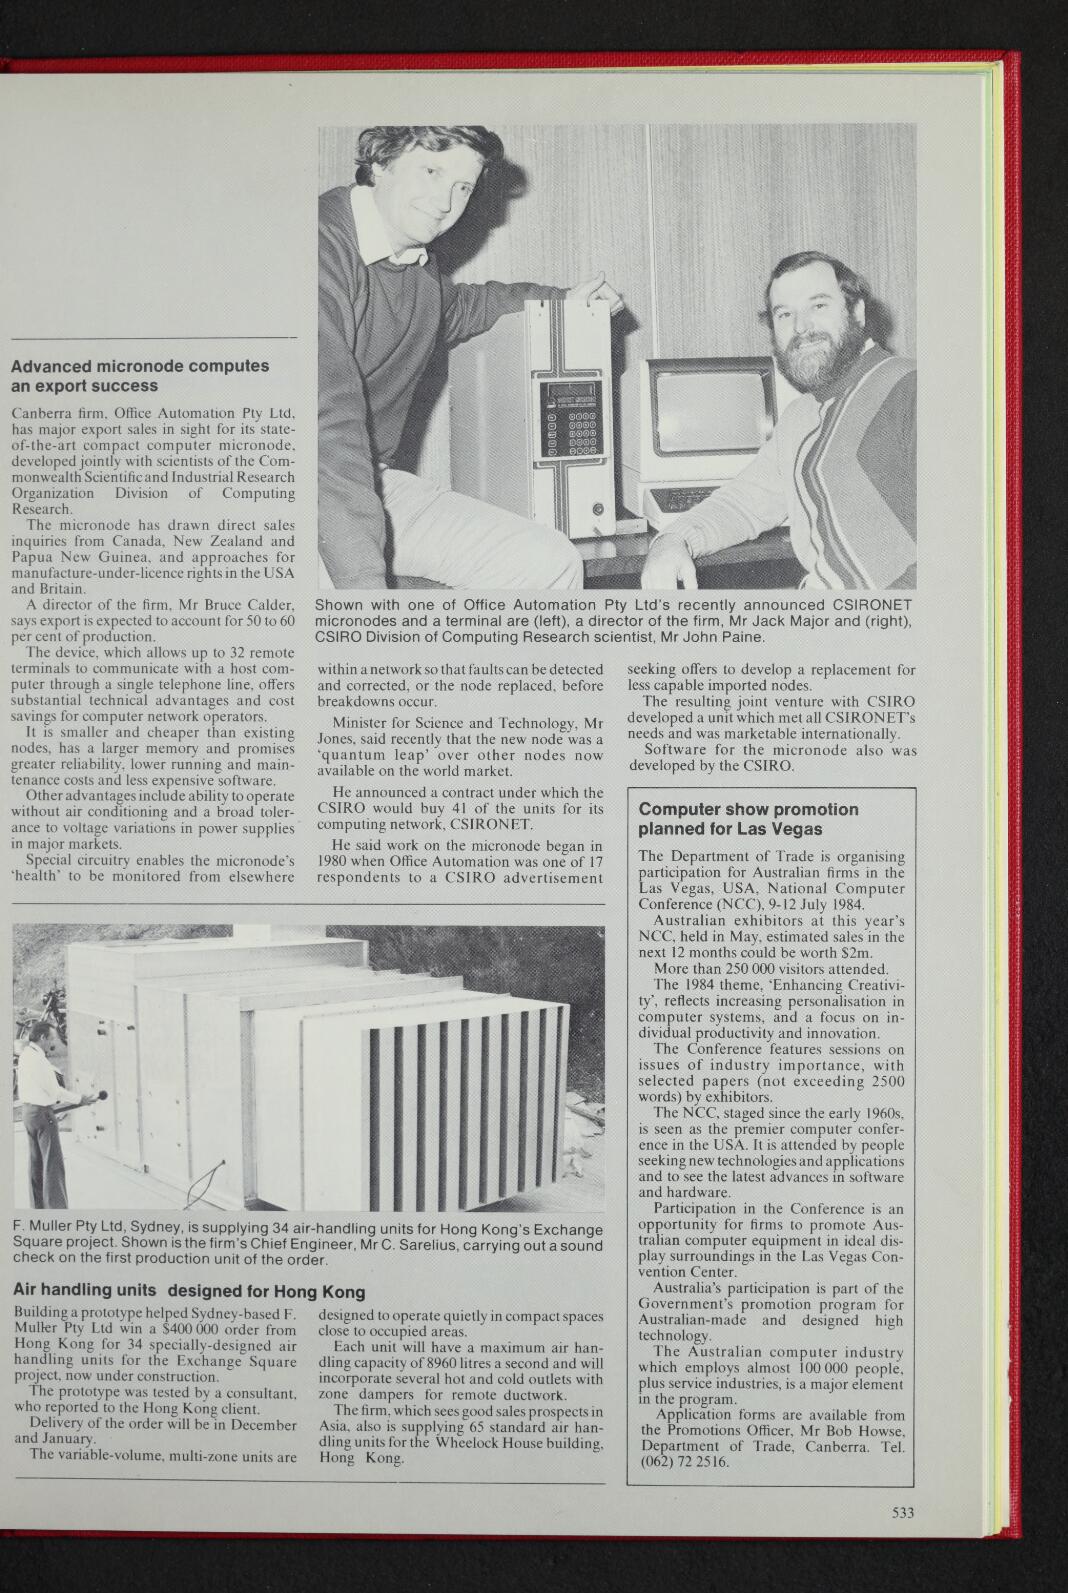 Advanced micronode computes
an export success
Canberra firm, Office Automation Pty Ltd,
has major export sales in sight for its state-
of-the-art compact computer micronode,
developed jointly with scientists of the Com-
monwealth Scientific and Industrial Research
Organization Division of Computing
Research.
The micronode has drawn direct sales
inquiries from Canada, New Zealand and
Papua New Guinea, and approaches for
manufacture-under-licence rights in the USA
and Britain.
A director of the firm, Mr Bruce Calder,
says export is expected to account for 50 to 60
per cent of production.
The device, which allows up to 32 remote
terminals to communicate with a host com-
puter through a single telephone line, offers
substantial technical advantages and cost
savings for computer network operators.
It is smaller and cheaper than existing
nodes, has a larger memory and promises
greater reliability, lower running and main-
tenance costs and less expensive software.
Other advantages include ability to operate
without air conditioning and a broad toler-
ance to voltage variations in power supplies
in major markets.
Special circuitry enables the micronode's
'health' to be monitored from elsewhere
Shown with one of Office Automation Pty Ltd's recently announced CSIRONET
micronodes and a terminal are (left), a director of the firm, Mr Jack Major and (right),
CSIRO Division of Computing Research scientist, Mr John Paine.
within a network so that faults can be detected
and corrected, or the node replaced, before
breakdowns occur.
Minister for Science and Technology, Mr
Jones, said recently that the new node was a
'quantum leap' over other nodes now
available on the world market.
He announced a contract under which the
CSIRO would buy 41 of the units for its
computing network, CSIRONET.
He said work on the micronode began in
1980 when Office Automation was one of 17
respondents to a CSIRO advertisement
seeking offers to develop a replacement for
less capable imported nodes.
The resulting joint venture with CSIRO
developed a unit which met all CSIRONET's
needs and was marketable internationally.
Software for the micronode also was
developed by the CSIRO.
F. Muller Pty Ltd, Sydney, is supplying 34 air-handling units for Hong Kong's Exchange
Square project. Shown is the firm's Chief Engineer, Mr C. Sarelius, carrying out a sound
check on the first production unit of the order.
Air handling units designed for Hong Kong
Building a prototype helped Sydney-based F.
Muller Pty Ltd win a $400 000 order from
Hong Kong for 34 specially-designed air
handling units for the Exchange Square
project, now under construction.
The prototype was tested by a consultant,
who reported to the Hong Kong client.
Delivery of the order will be in December
and January.
The variable-volume, multi-zone units are
designed to operate quietly in compact spaces
close to occupied areas.
Each unit will have a maximum air han-
dling capacity of 8960 litres a second and will
incorporate several hot and cold outlets with
zone dampers for remote ductwork.
The firm, which sees good sales prospects in
Asia, also is supplying 65 standard air han-
dling units for the Wheelock House building,
Hong Kong.
Computer show promotion
planned for Las Vegas
The Department of Trade is organising
participation for Australian firms in the
Las Vegas, USA, National Computer
Conference (NCC), 9-12 July 1984.
Australian exhibitors at this year's
NCC, held in May, estimated sales in the
next 12 months could be worth $2m.
More than 250 000 visitors attended.
The 1984 theme, 'Enhancing Creativi-
ty', reflects increasing personalisation in
computer systems, and a focus on in-
dividual productivity and innovation.
The Conference features sessions on
issues of industry importance, with
selected papers (not exceeding 2500
words) by exhibitors.
The NCC, staged since the early 1960s,
is seen as the premier computer confer-
ence in the USA. It is attended by people
seeking new technologies and applications
and to see the latest advances in software
and hardware.
Participation in the Conference is an
opportunity for firms to promote Aus-
tralian computer equipment in ideal dis-
play surroundings in the Las Vegas Con-
vention Center.
Australia's participation is part of the
Government's promotion program for
Australian-made and designed high
technology.
The Australian computer industry
which employs almost 100 000 people,
plus service industries, is a major element
in the program.
Application forms are available from
the Promotions Officer, Mr Bob Howse,
Department of Trade, Canberra. Tel.
(062) 72 2516.
533